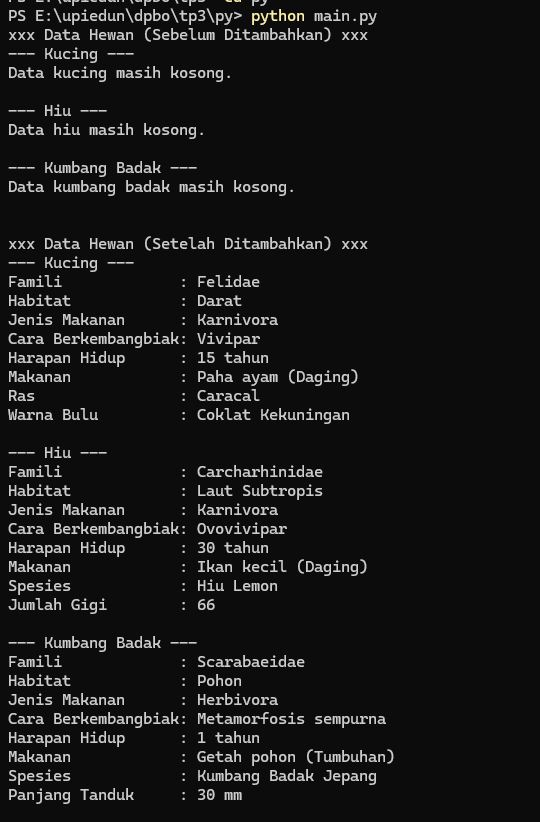 PS E:\upiedun\dpbo\tp3\py> python main.py
xxx Data Hewan (Sebelum Ditambahkan) xxx
--- Kucing ---
Data kucing masih kosong.
--- Hiu ---
Data hiu masih kosong.
--- Kumbang Badak ---
Data kumbang badak masih kosong.
xxx Data Hewan (Setelah Ditambahkan) xxx
--- Kucing ---
Famili : Felidae
Habitat : Darat
Jenis Makanan : Karnivora
Cara Berkembangbiak: Vivipar
Harapan Hidup : 15 tahun
Makanan : Paha ayam (Daging)
Ras : Caracal
Warna Bulu : Coklat Kekuningan
--- Hiu ---
Famili : Carcharhinidae
Habitat : Laut Subtropis
Jenis Makanan : Karnivora
Cara Berkembangbiak: Ovovivipar
Harapan Hidup : 30 tahun
Makanan : Ikan kecil (Daging)
Spesies : Hiu Lemon
Jumlah Gigi : 66
--- Kumbang Badak ---
Famili : Scarabaeidae
Habitat : Pohon
Jenis Makanan : Herbivora
Cara Berkembangbiak: Metamorfosis sempurna
Harapan Hidup : 1 tahun
Makanan : Getah pohon (Tumbuhan)
Spesies : Kumbang Badak Jepang
Panjang Tanduk : 30 mm